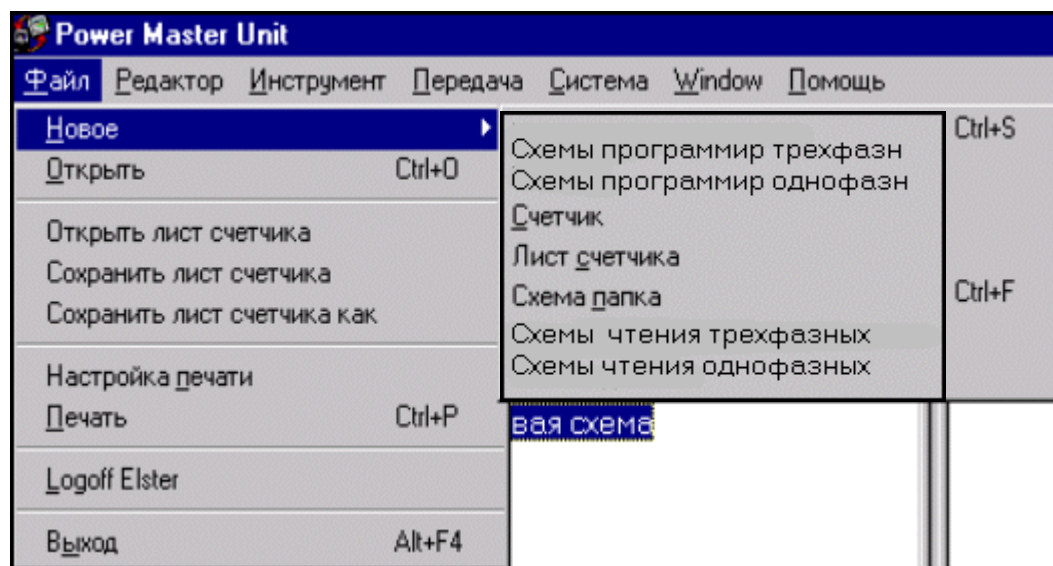 Power Master Unit
Файл Редактор Инструмент Передача Система Window Помощь
Новое
Открыть Ctrl+O
Открыть лист счетчика
Сохранить лист счетчика
Сохранить лист счетчика как
Настройка печати
Печать Ctrl+P
Logoff Elster
Выход Alt+F4
Схемы программир трехфазн Ctrl+S
Схемы программир однофазн
Счетчик
Лист счетчика
Схема папка Ctrl+F
Схемы чтения трехфазных
Схемы чтения однофазных
вая схема